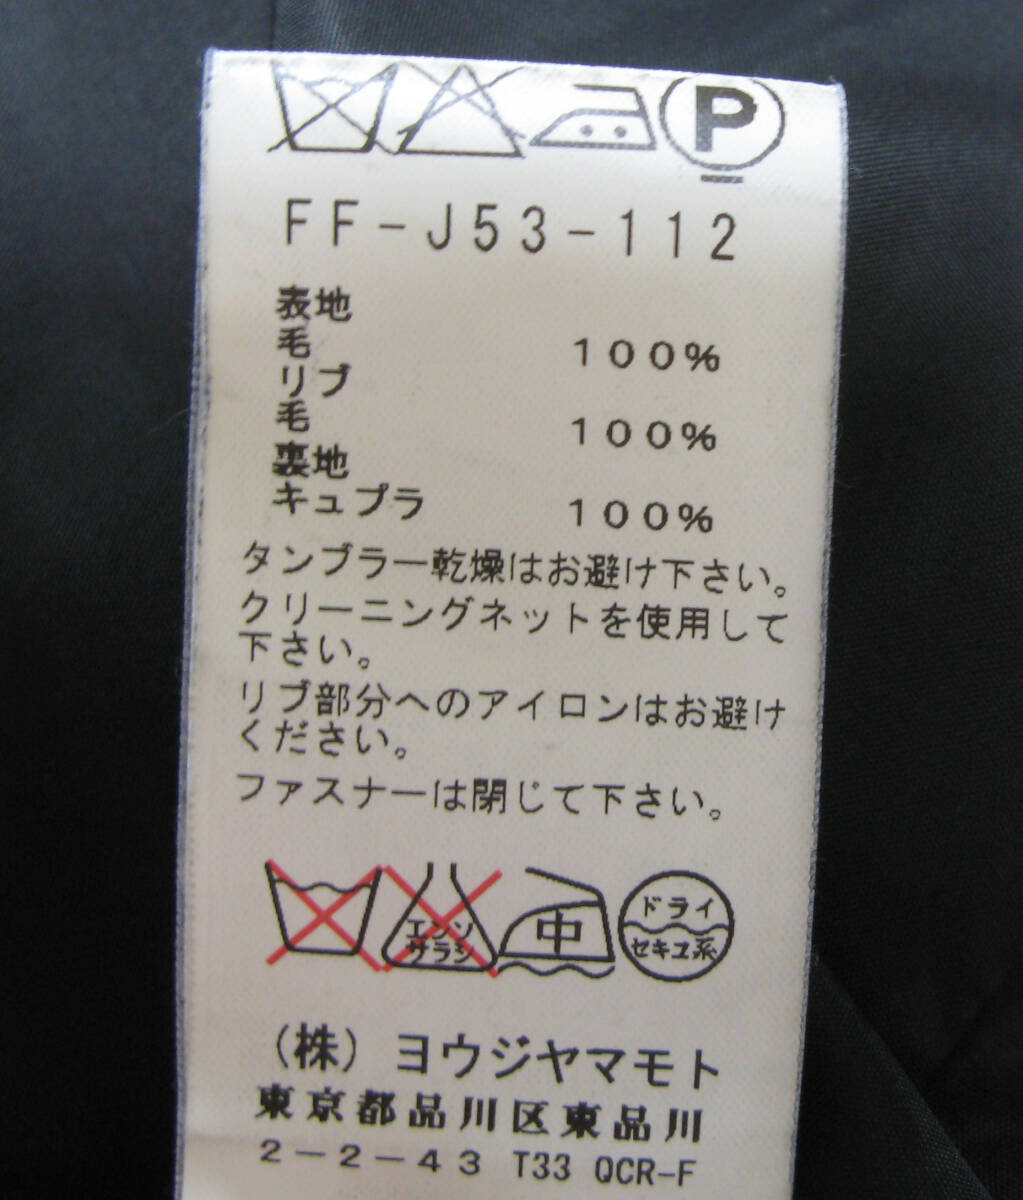 P
FF-J53-112
表地
毛 100%
リブ
毛 100%
裏地
キュプラ 100%
タンブラー乾燥はお避け下さい。
クリーニングネットを使用して
下さい。
リブ部分へのアイロンはお避け
ください。
ファスナーは閉じて下さい。
エンソ
サラシ
中
ドライ
セキユ系
(株)ヨウジヤマモト
東京都品川区東品川
2-2-43 T33 QCR-F